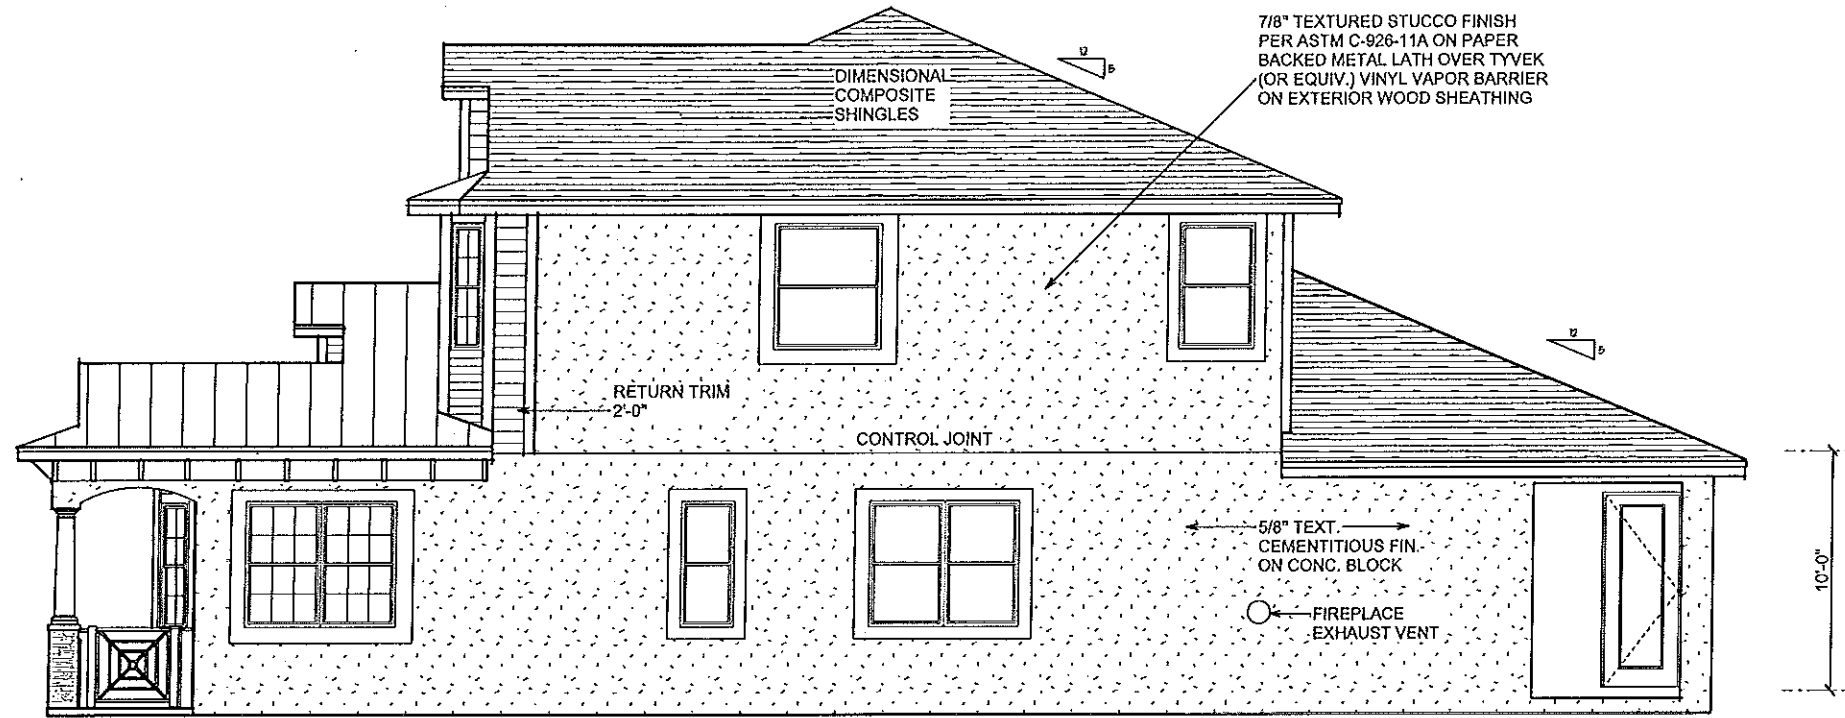 7/8" TEXTURED STUCCO FINISH
PER ASTM C-926-11A ON PAPER
BACKED METAL LATH OVER TYVEK
(OR EQUIV.) VINYL VAPOR BARRIER
ON EXTERIOR WOOD SHEATHING
12
5
DIMENSIONAL
COMPOSITE
SHINGLES
12
5
RETURN TRIM
2'-0"
CONTROL JOINT
5/8" TEXT.
CEMENTITIOUS FIN.
ON CONC. BLOCK
FIREPLACE
EXHAUST VENT
10'-0"